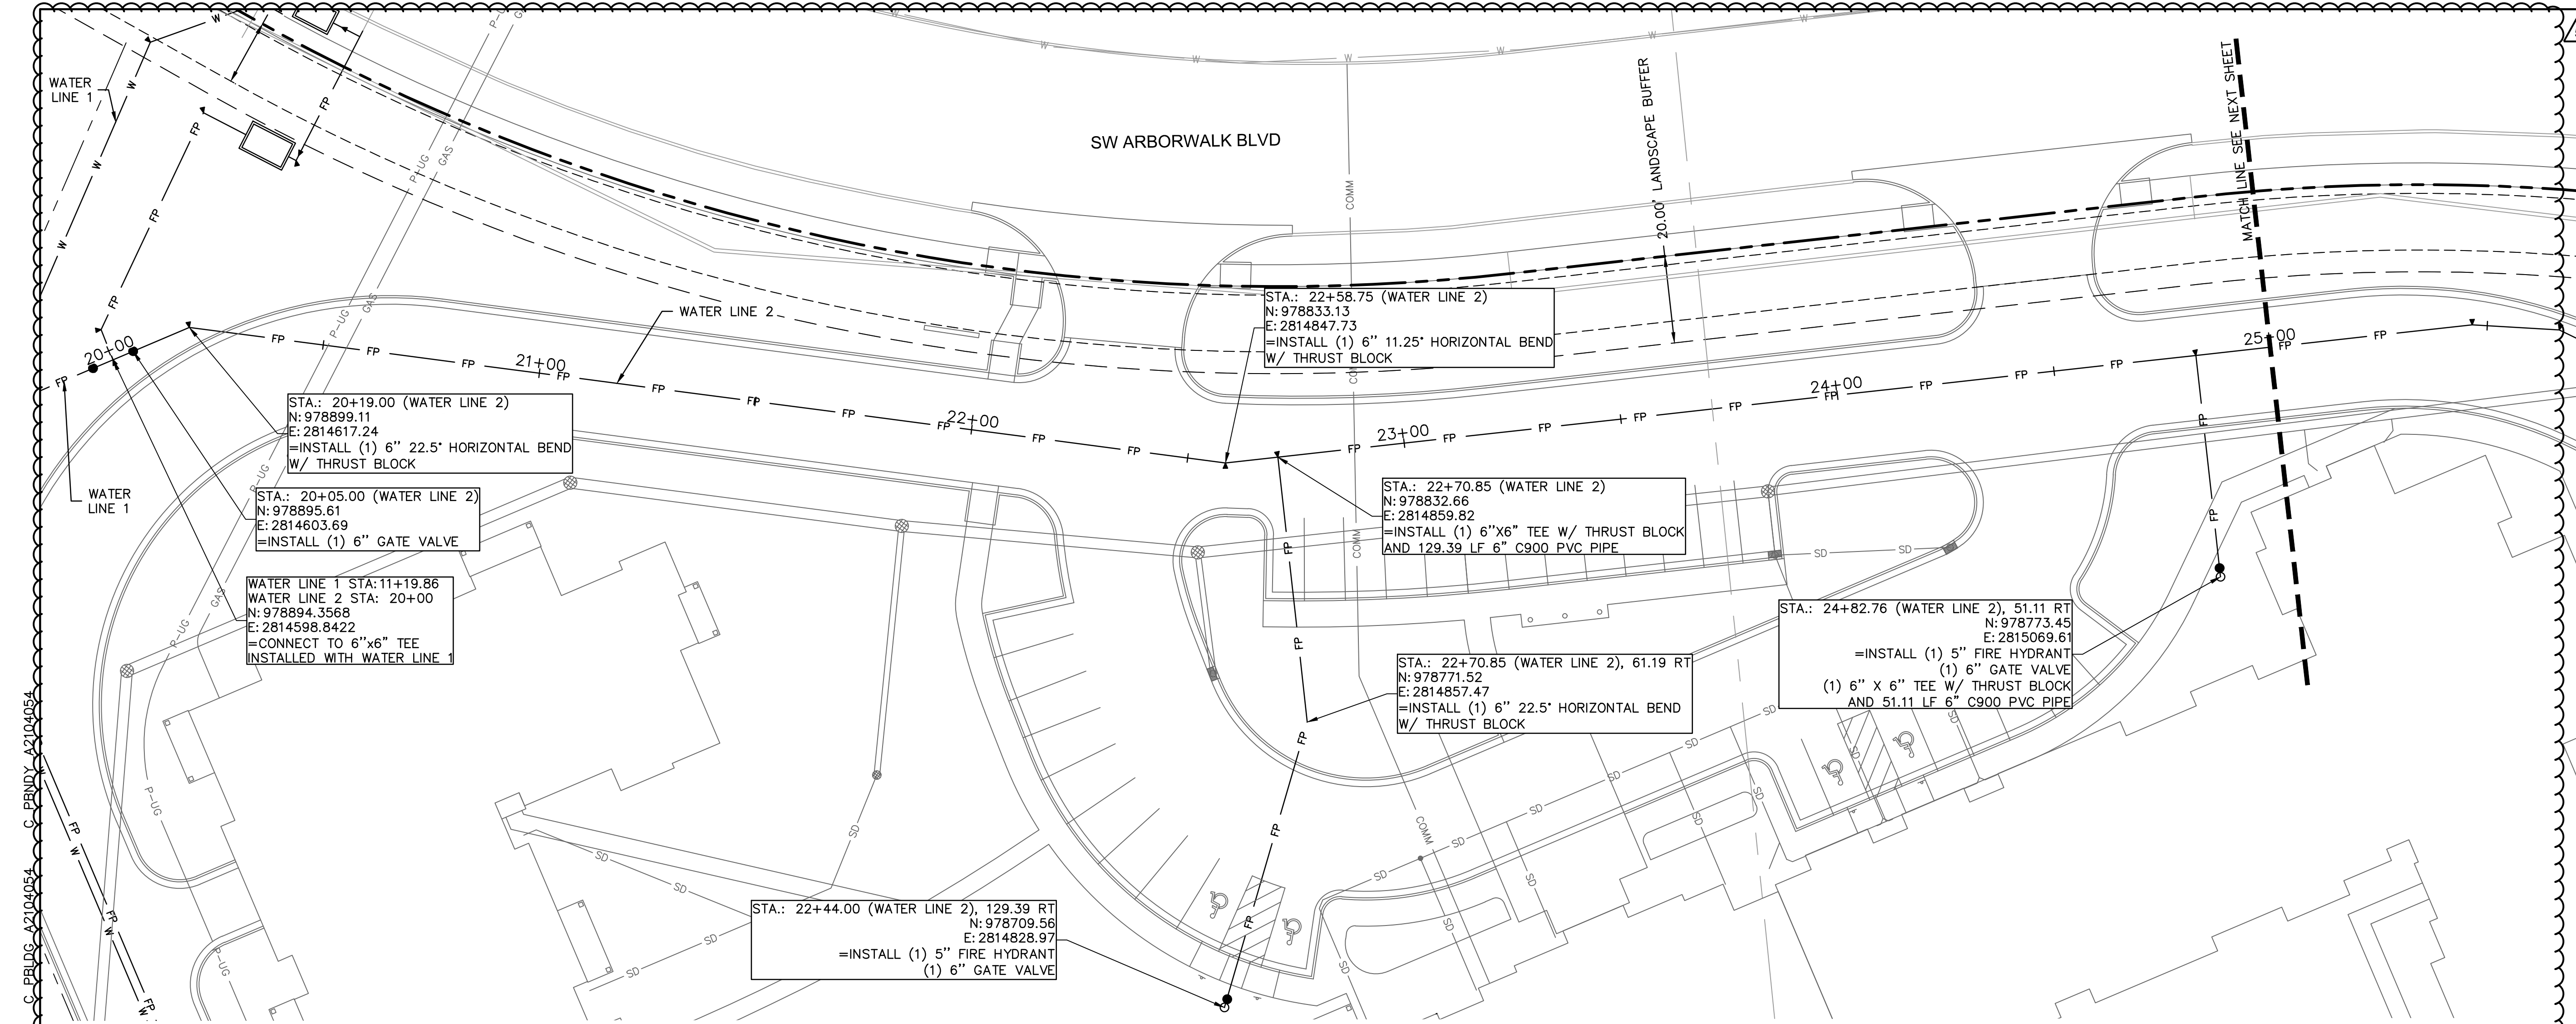 WATER
LINE 1
SW ARBORWALK BLVD
20.00' LANDSCAPE BUFFER
MATCH LINE SEE NEXT SHEET
WATER LINE 2
STA.: 22+58.75 (WATER LINE 2)
N: 978833.13
E: 2814847.73
=INSTALL (1) 6'' 11.25° HORIZONTAL BEND
W/ THRUST BLOCK
20+00
21+00
22+00
23+00
24+00
25+00
STA.: 20+19.00 (WATER LINE 2)
N: 978899.11
E: 2814617.24
=INSTALL (1) 6'' 22.5° HORIZONTAL BEND
W/ THRUST BLOCK
WATER
LINE 1
STA.: 20+05.00 (WATER LINE 2)
N: 978895.61
E: 2814603.69
=INSTALL (1) 6'' GATE VALVE
WATER LINE 1 STA:11+19.86
WATER LINE 2 STA: 20+00
N: 978894.3568
E: 2814598.8422
=CONNECT TO 6''x6'' TEE
INSTALLED WITH WATER LINE 1
STA.: 22+70.85 (WATER LINE 2)
N: 978832.66
E: 2814859.82
=INSTALL (1) 6''X6'' TEE W/ THRUST BLOCK
AND 129.39 LF 6'' C900 PVC PIPE
STA.: 22+70.85 (WATER LINE 2), 61.19 RT
N: 978771.52
E: 2814857.47
=INSTALL (1) 6'' 22.5° HORIZONTAL BEND
W/ THRUST BLOCK
STA.: 24+82.76 (WATER LINE 2), 51.11 RT
N: 978773.45
E: 2815069.61
=INSTALL (1) 5'' FIRE HYDRANT
(1) 6'' GATE VALVE
(1) 6'' X 6'' TEE W/ THRUST BLOCK
AND 51.11 LF 6'' C900 PVC PIPE
STA.: 22+44.00 (WATER LINE 2), 129.39 RT
N: 978709.56
E: 2814828.97
=INSTALL (1) 5'' FIRE HYDRANT
(1) 6'' GATE VALVE
C_PBNDY_A2104054
C_PBLDG_A2104054
W
FP
P-UG
GAS
COMM
SD